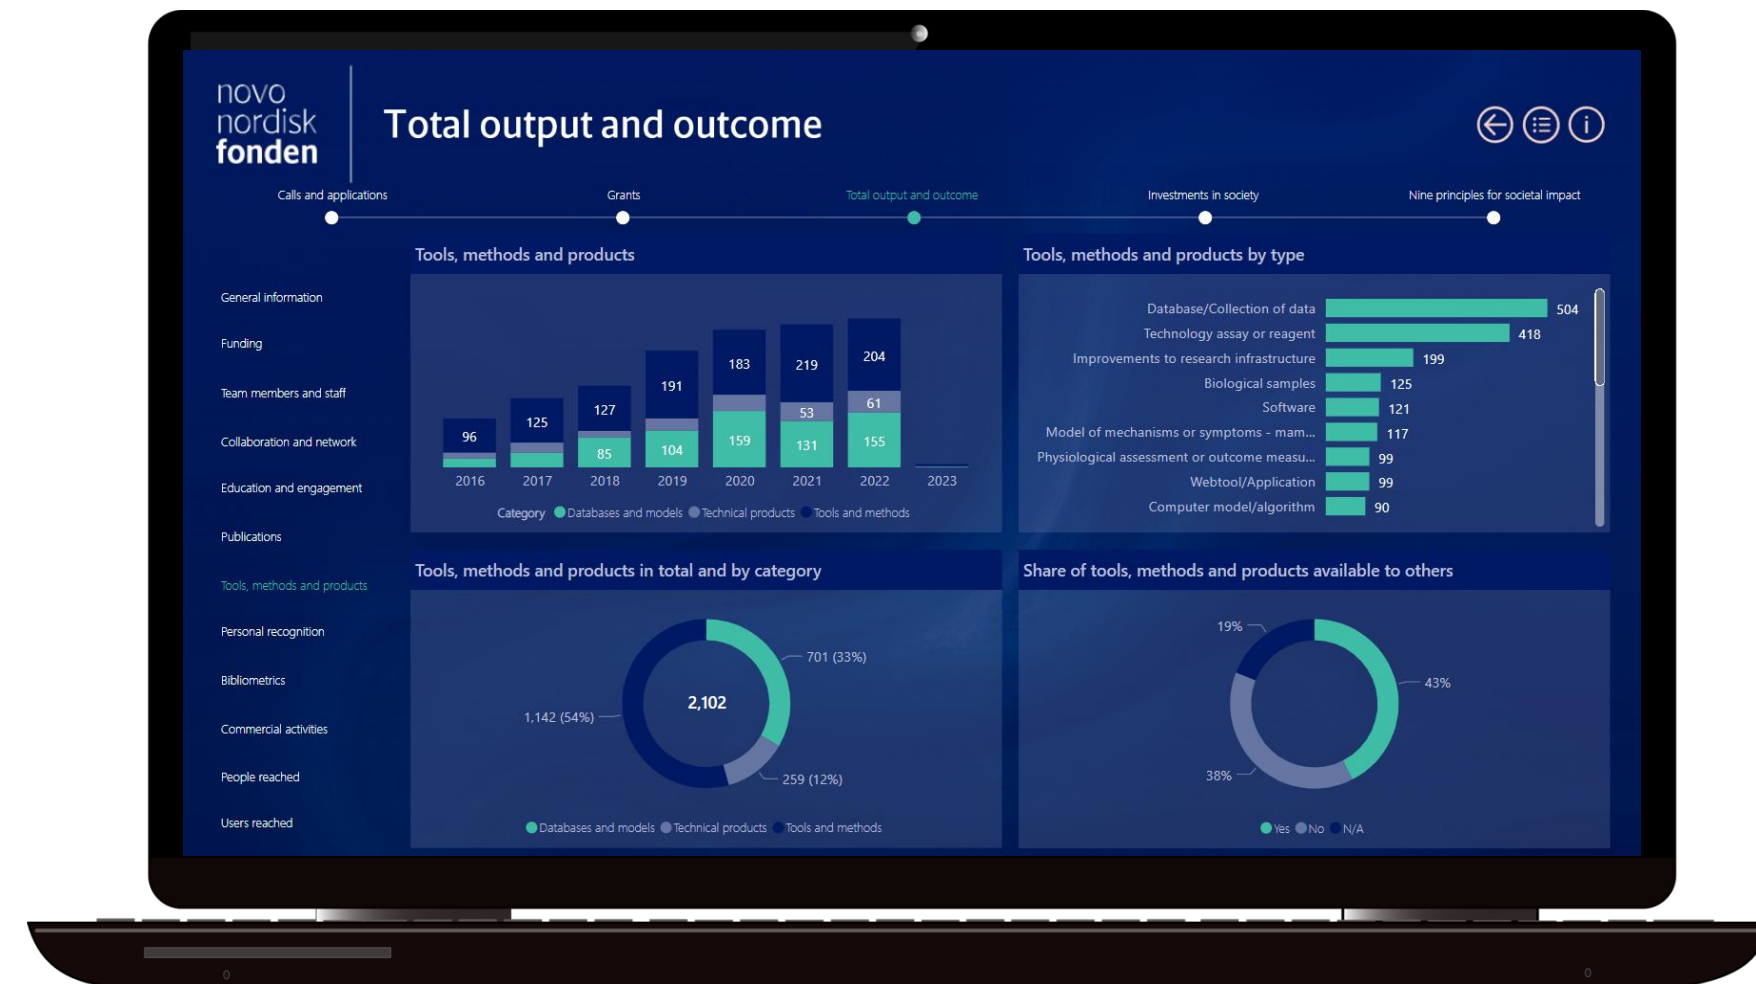 novo
nordisk
fonden
Total output and outcome
Calls and applications
Grants
Total output and outcome
Investments in society
Nine principles for societal impact
General information
Funding
Team members and staff
Collaboration and network
Education and engagement
Publications
Tools, methods and products
Personal recognition
Bibliometrics
Commercial activities
People reached
Users reached
Tools, methods and products
96
125
127
85
191
104
183
159
219
53
131
204
61
155
2016 2017 2018 2019 2020 2021 2022 2023
Category Databases and models Technical products Tools and methods
Tools, methods and products by type
Database/Collection of data 504
Technology assay or reagent 418
Improvements to research infrastructure 199
Biological samples 125
Software 121
Model of mechanisms or symptoms - mam... 117
Physiological assessment or outcome measu... 99
Webtool/Application 99
Computer model/algorithm 90
Tools, methods and products in total and by category
701 (33%)
2,102
1,142 (54%)
259 (12%)
Databases and models Technical products Tools and methods
Share of tools, methods and products available to others
19%
43%
38%
Yes No N/A